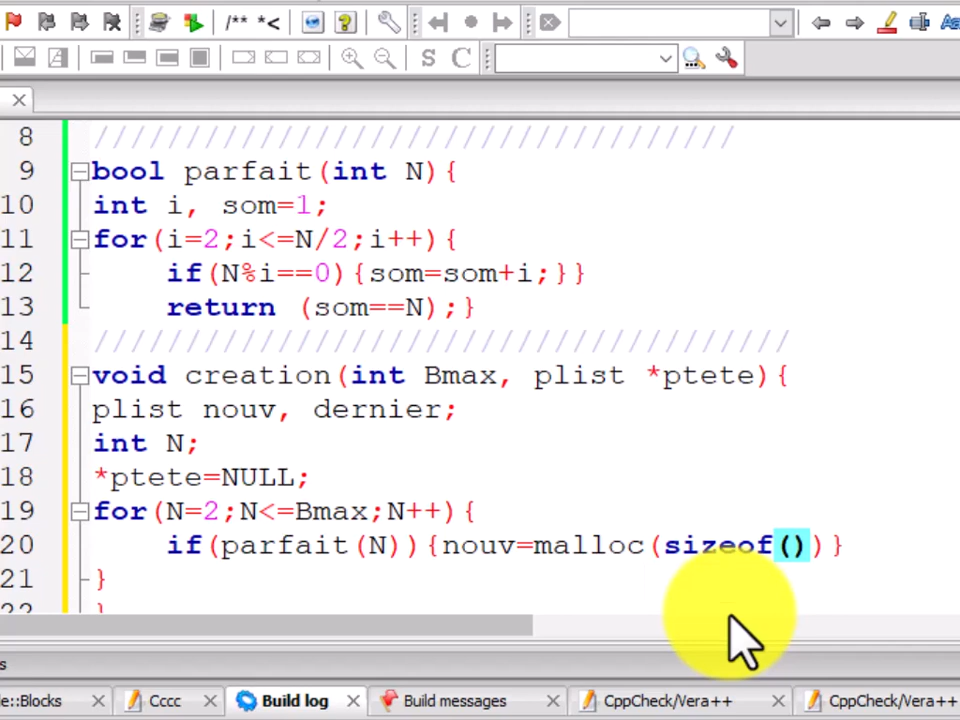 /** *<
S C
8 ///////////////////////////////////
9 bool parfait(int N){
10 int i, som=1;
11 for(i=2;i<=N/2;i++){
12 if(N%i==0){som=som+i;}}
13 return (som==N);}
14 //////////////////////////////////////
15 void creation(int Bmax, plist *ptete){
16 plist nouv, dernier;
17 int N;
18 *ptete=NULL;
19 for(N=2;N<=Bmax;N++){
20 if(parfait(N)){nouv=malloc(sizeof())}
21 }
22 }
s
le::Blocks Cccc Build log Build messages CppCheck/Vera++ CppCheck/Vera++